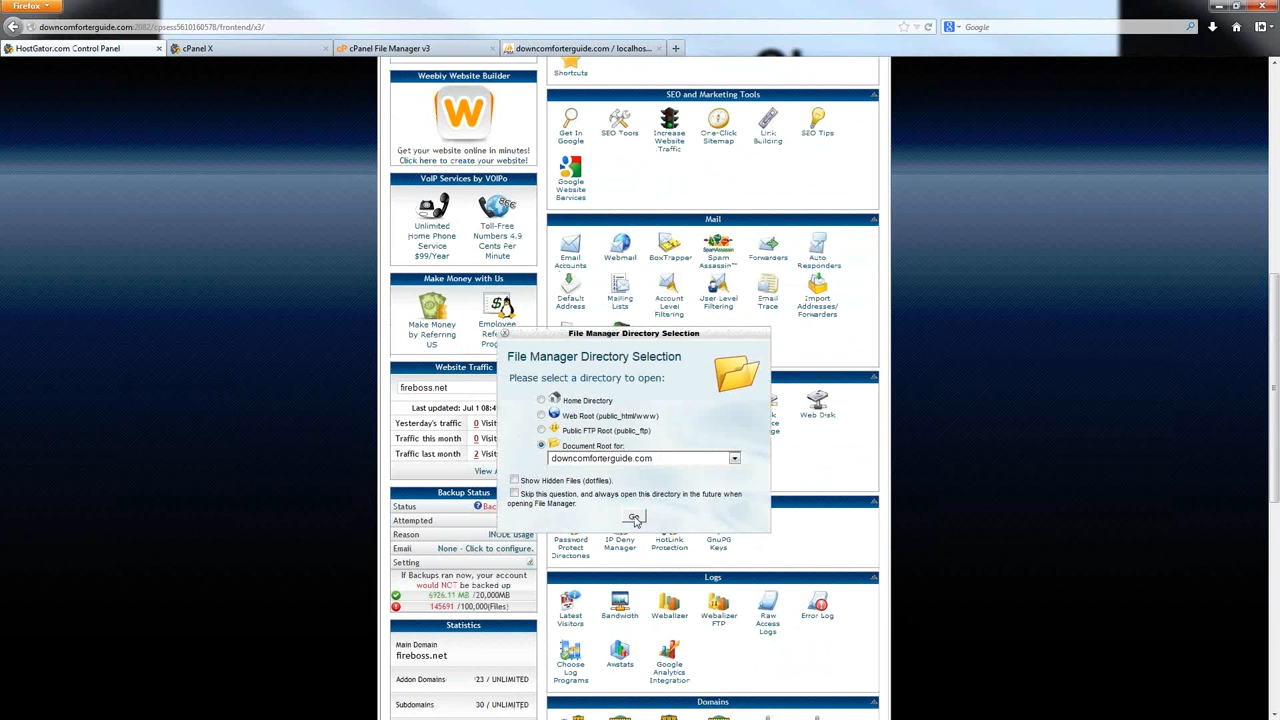 Firefox
downcomforterguide.com:2082/cpsess5610160578/frontend/x3/
Google
HostGator.com Control Panel
cPanel X
cPanel File Manager v3
downcomforterguide.com / localhos...
Weebly Website Builder
W
Get your website online in minutes!
Click here to create your website!
VoIP Services by VOIPo
Unlimited
Home Phone
Service
$99/Year
Toll-Free
Numbers 4.9
Cents Per
Minute
Make Money with Us
Make Money
by Referring
US
Employee
Website Traffic
fireboss.net
Yesterday's traffic
0 Visit
Traffic this month
0 Visit
Traffic last month
2 Visit
Backup Status
Status
Attempted
Reason
INODE usage
Email
None - Click to configure.
Setting
If Backups ran now, your account
would NOT be backed up
6926.11 MB /20,000MB
145691 /100,000(Files)
Statistics
Main Domain
fireboss.net
Addon Domains
23 / UNLIMITED
Subdomains
30 / UNLIMITED
Shortcuts
SEO and Marketing Tools
Get In
Google
SEO Tools
Increase
Website
Traffic
One-Click
Sitemap
Link
Building
SEO Tips
Google
Website
Services
Mail
Email
Accounts
Webmail
BoxTrapper
Spam
Assassin™
Forwarders
Auto
Responders
Default
Address
Mailing
Lists
Account
Level
Filtering
User Level
Filtering
Email
Trace
Import
Addresses/
Forwarders
File Manager Directory Selection
File Manager Directory Selection
Please select a directory to open:
Home Directory
Web Root (public_html/www)
Public FTP Root (public_ftp)
Document Root for:
downcomforterguide.com
Show Hidden Files (dotfiles).
Skip this question, and always open this directory in the future when
opening File Manager.
Go
Web Disk
Password
Protect
Directories
IP Deny
Manager
HotLink
Protection
GnuPG
Keys
Logs
Latest
Visitors
Bandwidth
Webalizer
Webalizer
FTP
Raw
Access
Logs
Error Log
Choose
Log
Programs
Awstats
Google
Analytics
Integration
Domains